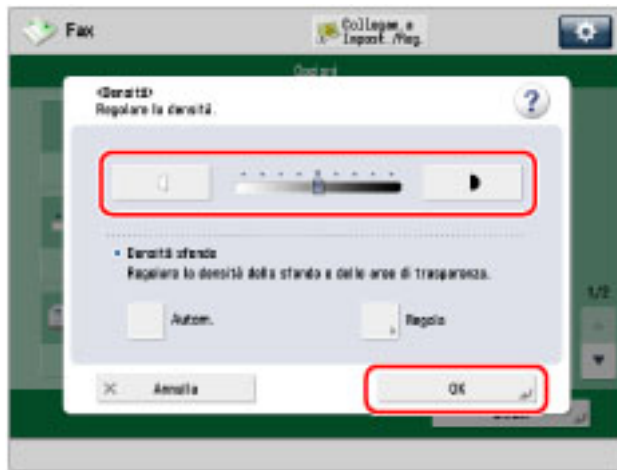 Fax
Collegam. e
Impost./Reg.
Opzioni
<Densità>
Regolare la densità.
?
• Densità sfondo
Regolare la densità dello sfondo e delle aree di trasparenza.
Autom.
Regola
1/2
× Annulla
OK